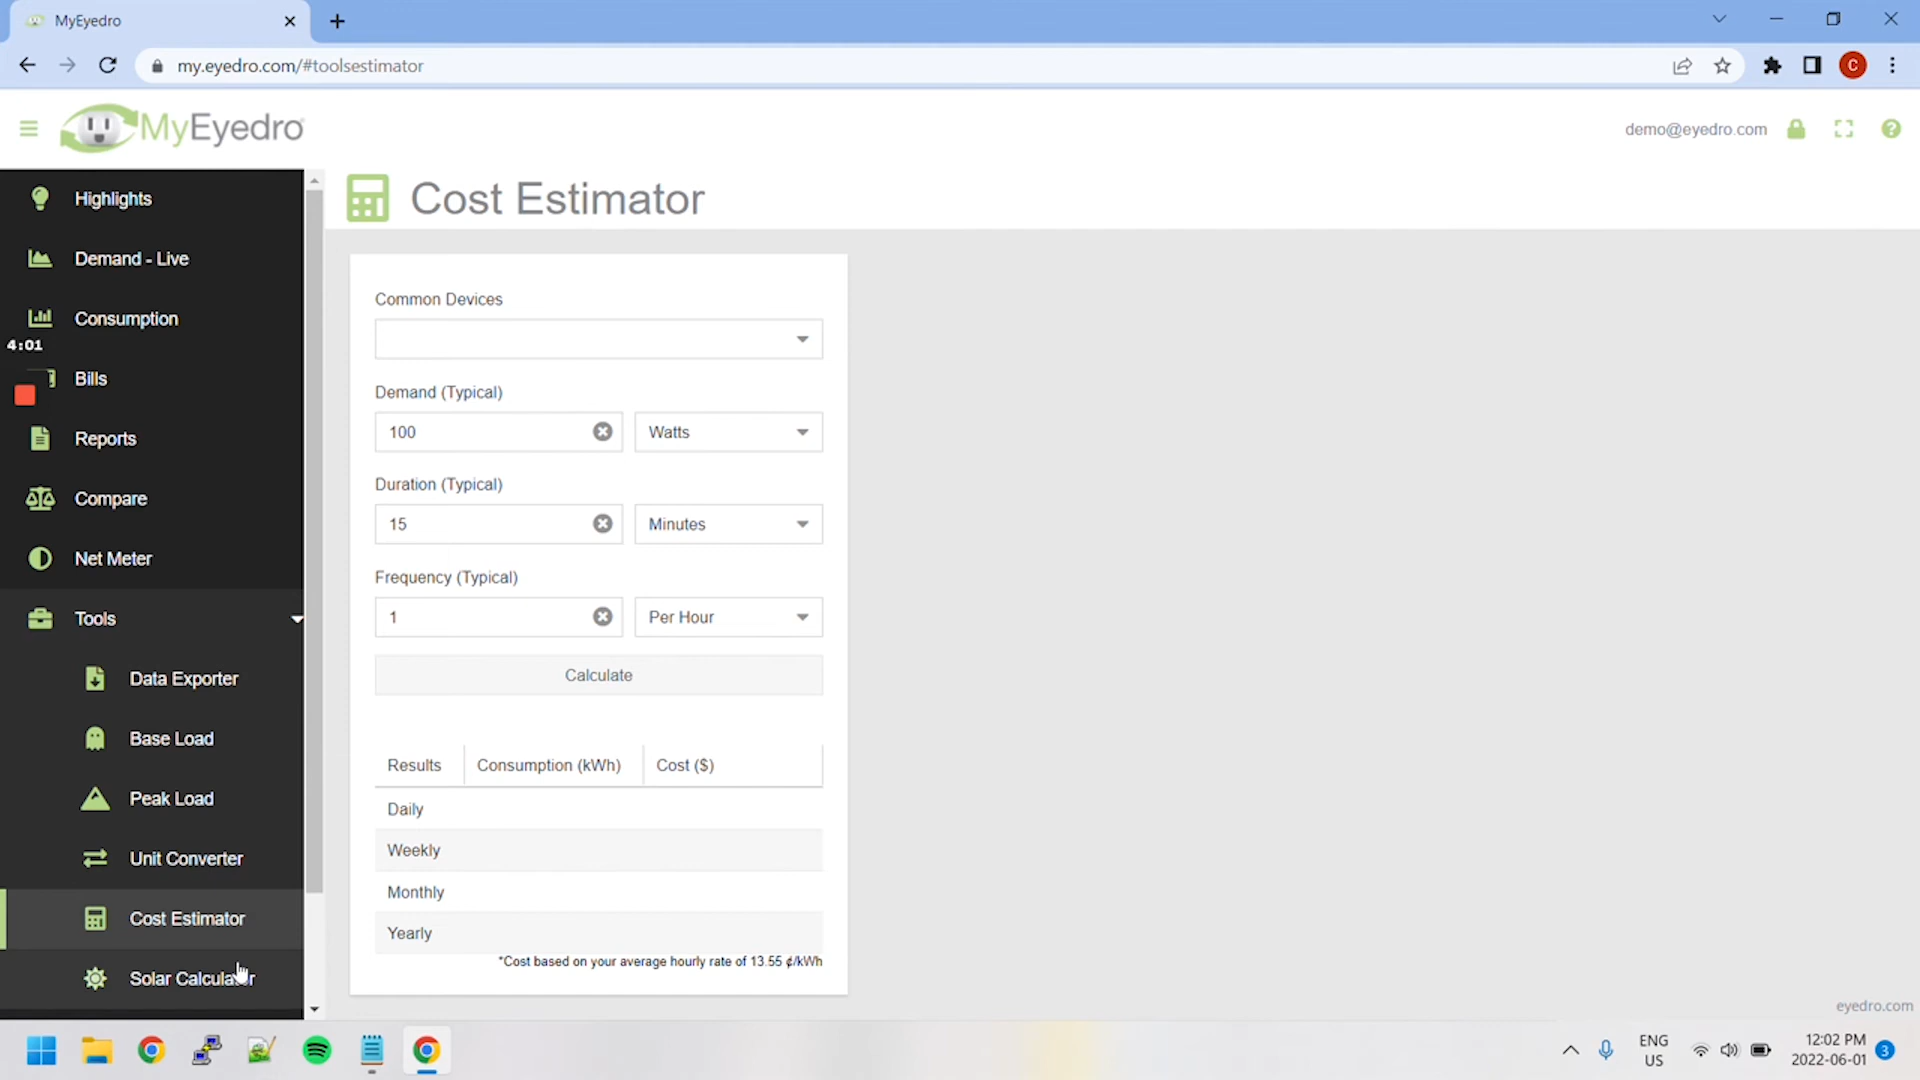 MyEyedro
my.eyedro.com/#toolsestimator
C
MyEyedro
demo@eyedro.com
Highlights
Demand - Live
Consumption
4:01
Bills
Reports
Compare
Net Meter
Tools
Data Exporter
Base Load
Peak Load
Unit Converter
Cost Estimator
Solar Calculator
Cost Estimator
Common Devices
Demand (Typical)
100 Watts
Duration (Typical)
15 Minutes
Frequency (Typical)
1 Per Hour
Calculate
Results Consumption (kWh) Cost ($)
Daily
Weekly
Monthly
Yearly
*Cost based on your average hourly rate of 13.55 ¢/kWh
eyedro.com
ENG
US
12:02 PM
2022-06-01
3